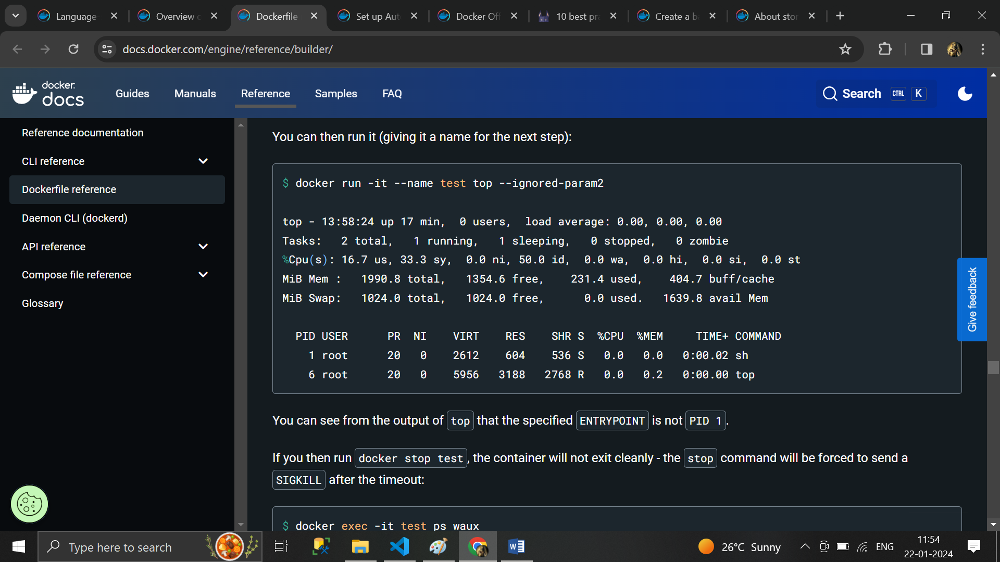 Language-
Overview c
Dockerfile
Set up Aut
Docker Off
10 best pra
Create a ba
About stor
docs.docker.com/engine/reference/builder/
docker
docs
Guides
Manuals
Reference
Samples
FAQ
Search
CTRL
K
Reference documentation
CLI reference
Dockerfile reference
Daemon CLI (dockerd)
API reference
Compose file reference
Glossary
You can then run it (giving it a name for the next step):
$ docker run -it --name test top --ignored-param2
top - 13:58:24 up 17 min,  0 users,  load average: 0.00, 0.00, 0.00
Tasks:   2 total,   1 running,   1 sleeping,   0 stopped,   0 zombie
%Cpu(s): 16.7 us, 33.3 sy,  0.0 ni, 50.0 id,  0.0 wa,  0.0 hi,  0.0 si,  0.0 st
MiB Mem :   1990.8 total,   1354.6 free,    231.4 used,    404.7 buff/cache
MiB Swap:   1024.0 total,   1024.0 free,      0.0 used.   1639.8 avail Mem
PID USER      PR  NI    VIRT    RES    SHR S  %CPU  %MEM     TIME+ COMMAND
1 root      20   0    2612    604    536 S   0.0   0.0   0:00.02 sh
6 root      20   0    5956   3188   2768 R   0.0   0.2   0:00.00 top
You can see from the output of top that the specified ENTRYPOINT is not PID 1.
If you then run docker stop test, the container will not exit cleanly - the stop command will be forced to send a
SIGKILL after the timeout:
$ docker exec -it test ps waux
Give feedback
Type here to search
26°C Sunny
ENG
11:54
22-01-2024